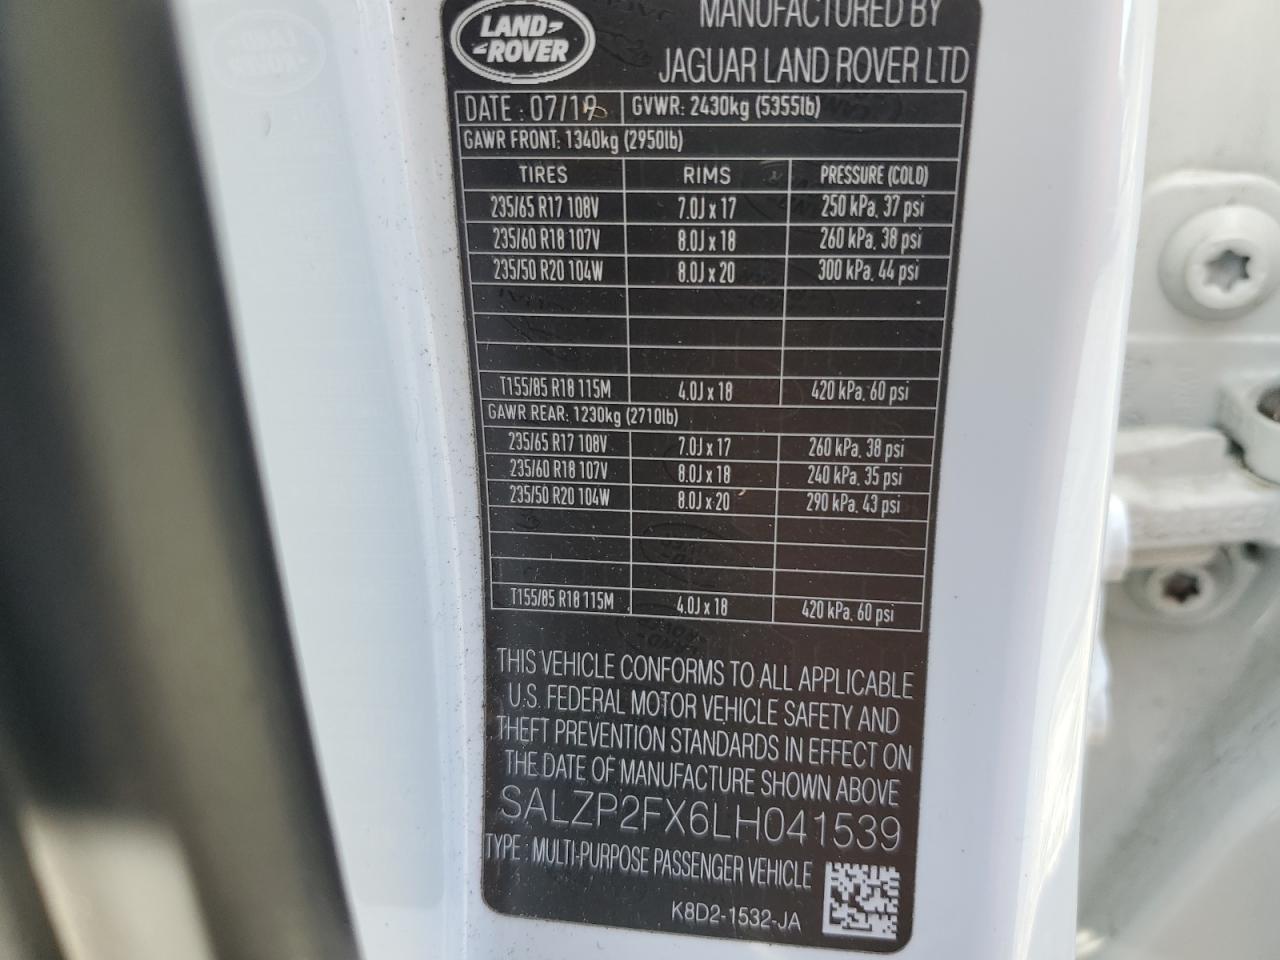 LAND ROVER
MANUFACTURED BY
JAGUAR LAND ROVER LTD
DATE : 07/19 GVWR: 2430kg (5355lb)
GAWR FRONT: 1340kg (2950lb)
TIRES RIMS PRESSURE (COLD)
235/65 R17 108V 7.0J x 17 250 kPa, 37 psi
235/60 R18 107V 8.0J x 18 260 kPa, 38 psi
235/50 R20 104W 8.0J x 20 300 kPa, 44 psi
T155/85 R18 115M 4.0J x 18 420 kPa, 60 psi
GAWR REAR: 1230kg (2710lb)
235/65 R17 108V 7.0J x 17 260 kPa, 38 psi
235/60 R18 107V 8.0J x 18 240 kPa, 35 psi
235/50 R20 104W 8.0J x 20 290 kPa, 43 psi
T155/85 R18 115M 4.0J x 18 420 kPa, 60 psi
THIS VEHICLE CONFORMS TO ALL APPLICABLE
U.S. FEDERAL MOTOR VEHICLE SAFETY AND
THEFT PREVENTION STANDARDS IN EFFECT ON
THE DATE OF MANUFACTURE SHOWN ABOVE
SALZP2FX6LH041539
TYPE : MULTI-PURPOSE PASSENGER VEHICLE
K8D2-1532-JA